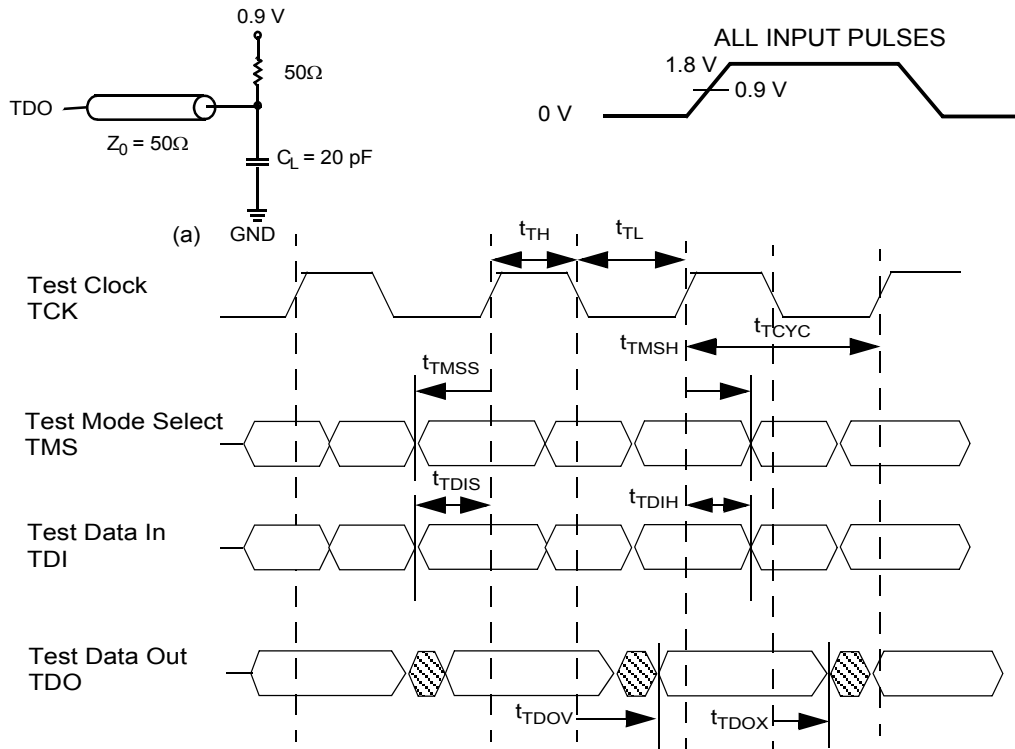 0.9 V
50Ω
TDO
Z0 = 50Ω
CL = 20 pF
(a)
GND
ALL INPUT PULSES
1.8 V
0.9 V
0 V
tTH
tTL
Test Clock
TCK
tTMSH
tTCYC
tTMSS
Test Mode Select
TMS
tTDIS
tTDIH
Test Data In
TDI
Test Data Out
TDO
tTDOV
tTDOX